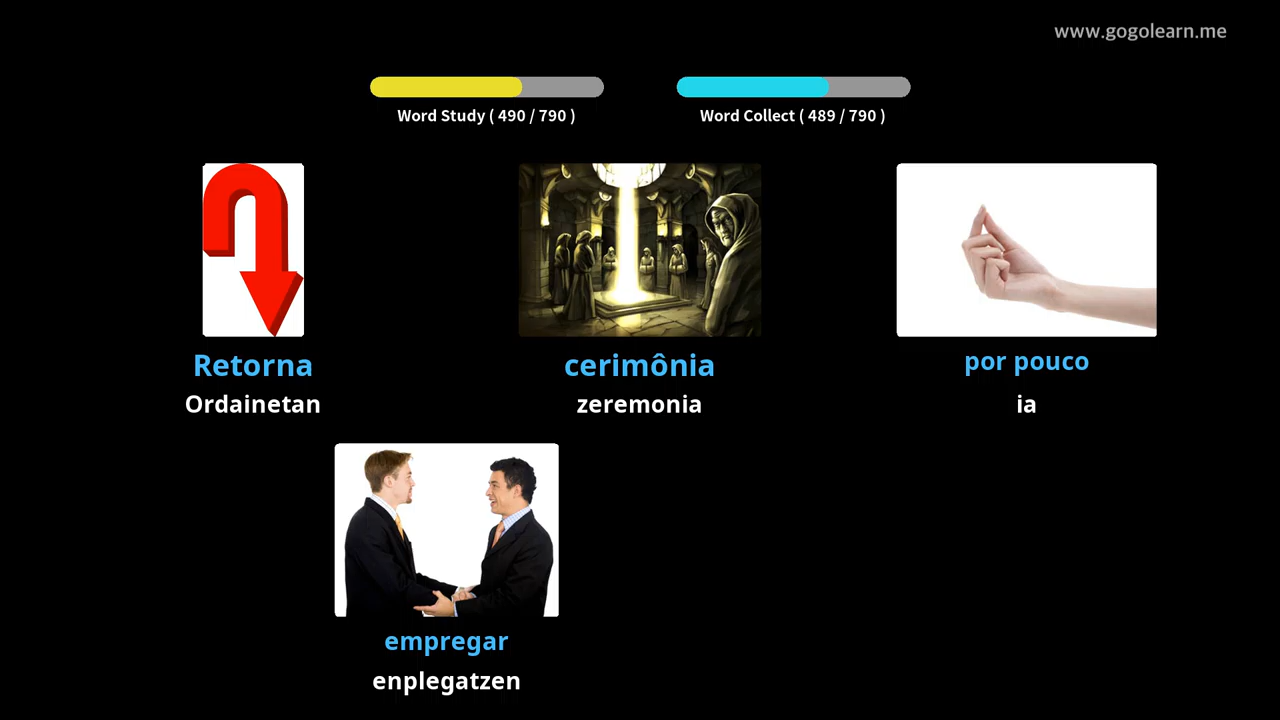 www.gogolearn.me
Word Study ( 490 / 790 )
Word Collect ( 489 / 790 )
Retorna
Ordainetan
cerimônia
zeremonia
por pouco
ia
empregar
enplegatzen